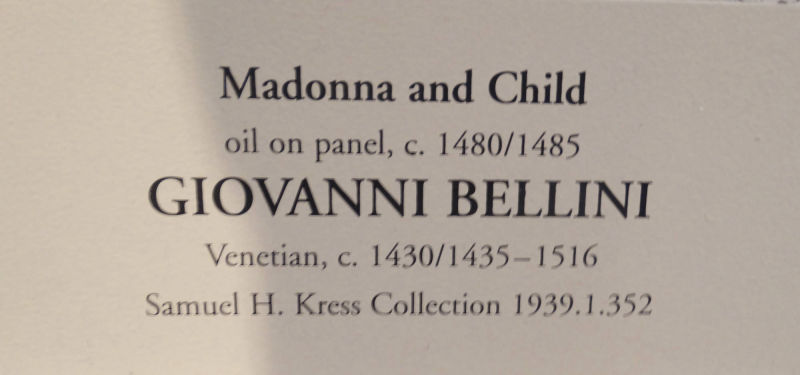 Madonna and Child
oil on panel, c. 1480/1485
GIOVANNI BELLINI
Venetian, c. 1430/1435–1516
Samuel H. Kress Collection 1939.1.352